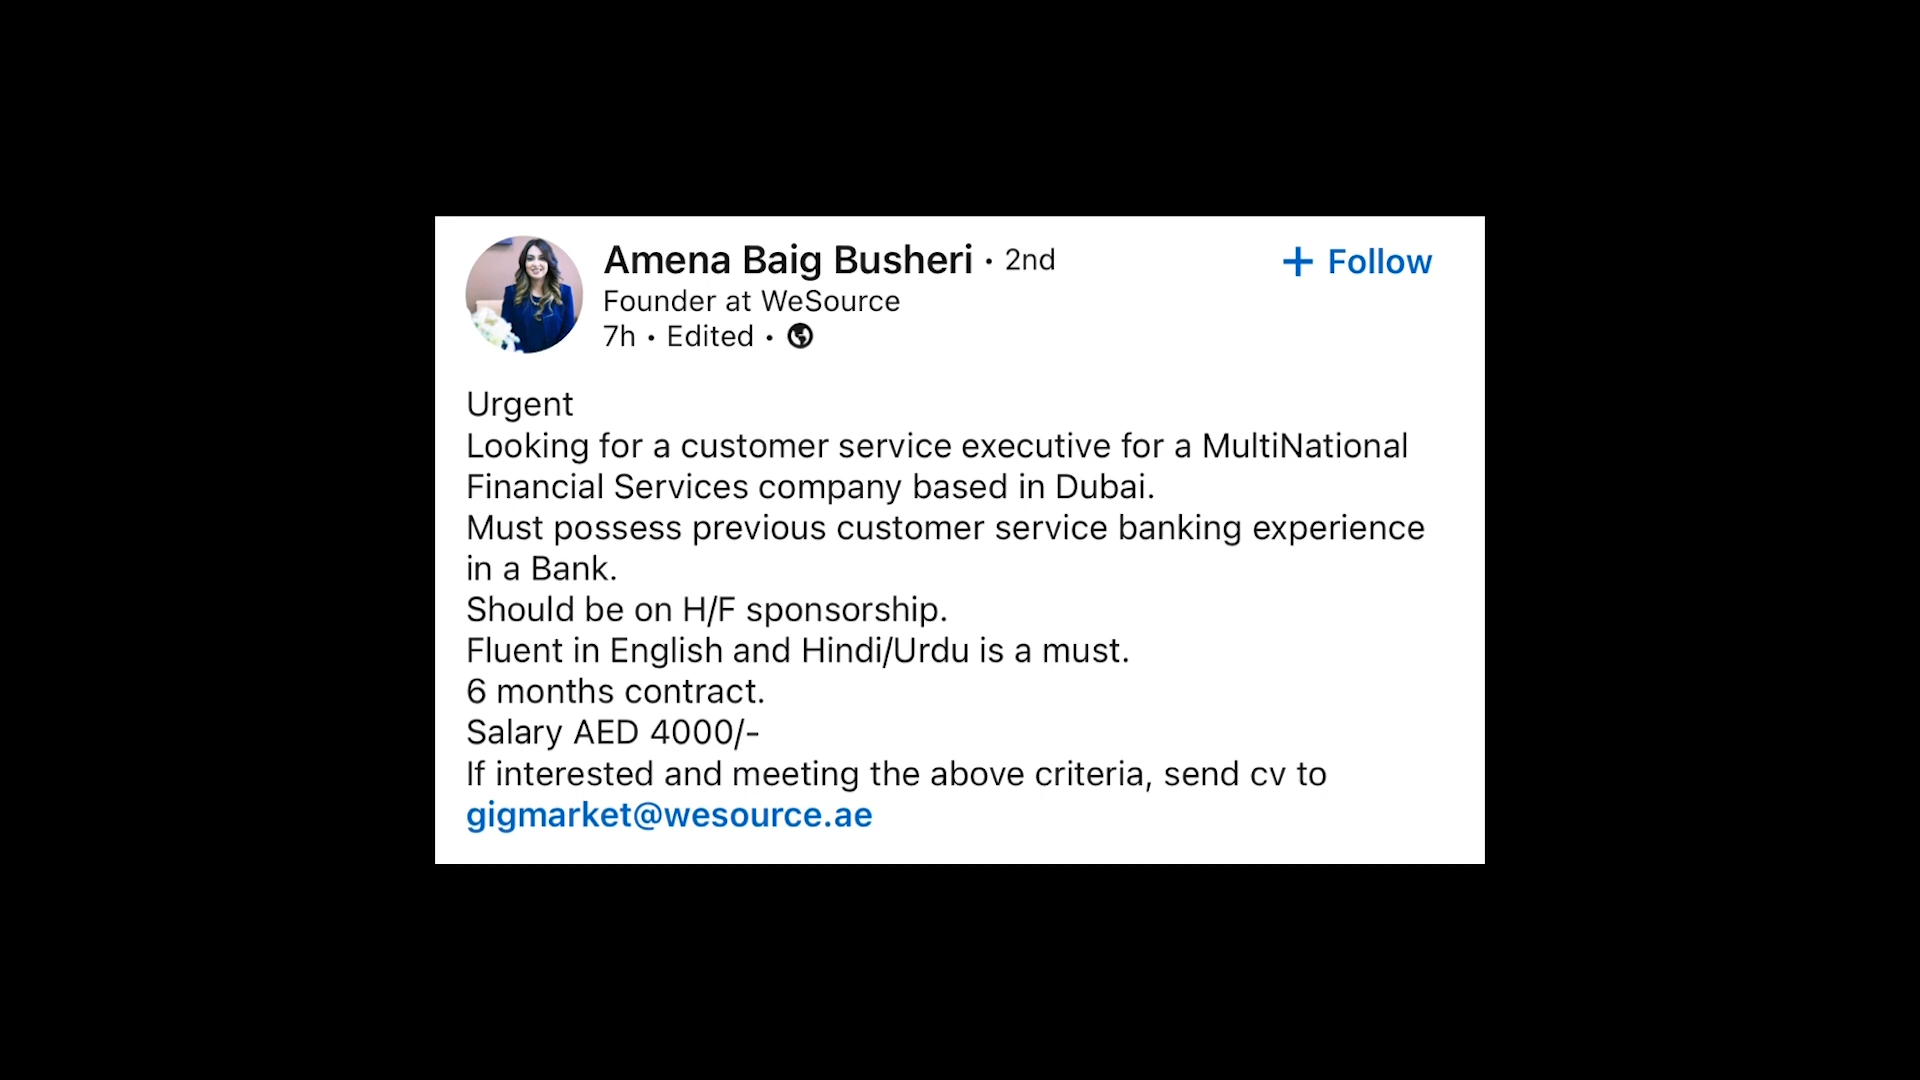 Amena Baig Busheri • 2nd
+ Follow
Founder at WeSource
7h • Edited •
Urgent
Looking for a customer service executive for a MultiNational
Financial Services company based in Dubai.
Must possess previous customer service banking experience
in a Bank.
Should be on H/F sponsorship.
Fluent in English and Hindi/Urdu is a must.
6 months contract.
Salary AED 4000/-
If interested and meeting the above criteria, send cv to
gigmarket@wesource.ae